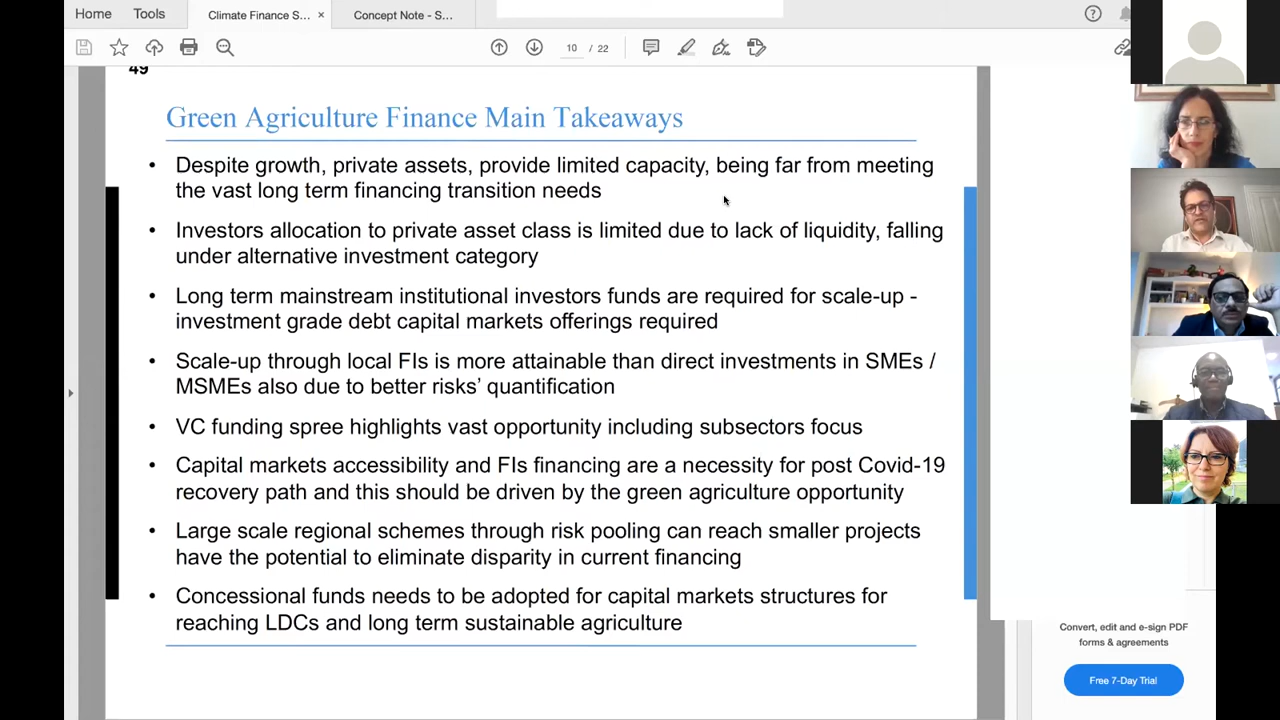 Home
Tools
Climate Finance S... ×
Concept Note - S...
10 / 22
49
Green Agriculture Finance Main Takeaways
• Despite growth, private assets, provide limited capacity, being far from meeting
the vast long term financing transition needs
• Investors allocation to private asset class is limited due to lack of liquidity, falling
under alternative investment category
• Long term mainstream institutional investors funds are required for scale-up -
investment grade debt capital markets offerings required
• Scale-up through local FIs is more attainable than direct investments in SMEs /
MSMEs also due to better risks' quantification
• VC funding spree highlights vast opportunity including subsectors focus
• Capital markets accessibility and FIs financing are a necessity for post Covid-19
recovery path and this should be driven by the green agriculture opportunity
• Large scale regional schemes through risk pooling can reach smaller projects
have the potential to eliminate disparity in current financing
• Concessional funds needs to be adopted for capital markets structures for
reaching LDCs and long term sustainable agriculture
Convert, edit and e-sign PDF
forms & agreements
Free 7-Day Trial